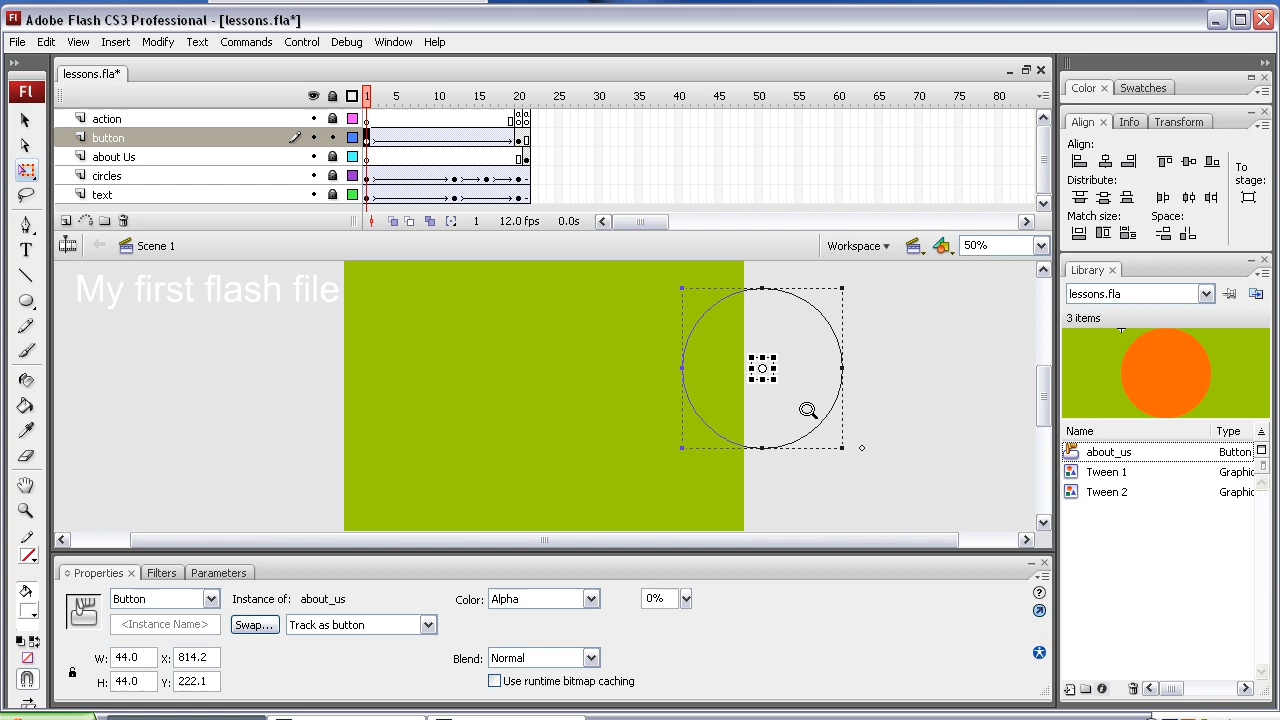 Fl Adobe Flash CS3 Professional - [lessons.fla*]
File Edit View Insert Modify Text Commands Control Debug Window Help
lessons.fla*
1 5 10 15 20 25 30 35 40 45 50 55 60 65 70 75 80
action
button
about Us
circles
text
1 12.0 fps 0.0s
Scene 1 Workspace 50%
My first flash file
Properties Filters Parameters
Button Instance of: about_us Color: Alpha 0%
<Instance Name> Swap... Track as button
W: 44.0 X: 814.2 Blend: Normal
H: 44.0 Y: 222.1 Use runtime bitmap caching
Fl
Color Swatches
Align Info Transform
Align:
To stage:
Distribute:
Match size: Space:
Library
lessons.fla
3 items
Name Type
about_us Button
Tween 1 Graphic
Tween 2 Graphic